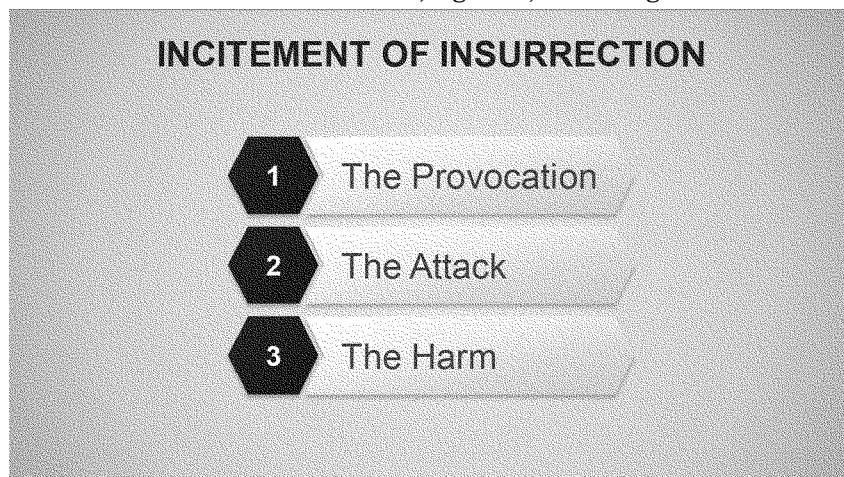 INCITEMENT OF INSURRECTION
1 The Provocation
2 The Attack
3 The Harm